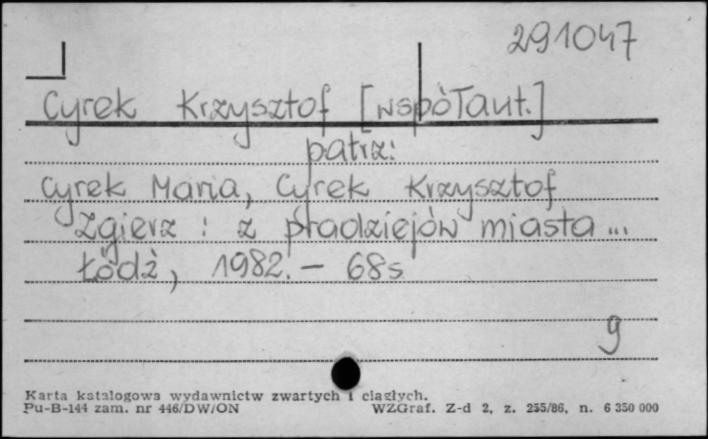 291047
Cyrek Krzysztof [współaut.]
patrz:
Cyrek Maria, Cyrek Krzysztof
Zgierz : z pradziejów miasta ...
Łódź, 1982. - 68s
g
Karta katalogowa wydawnictw zwartych i ciągłych.
Pu-B-144 zam. nr 446/DW/ON WZGraf. Z-d 2, z. 255/86, n. 6 350 000